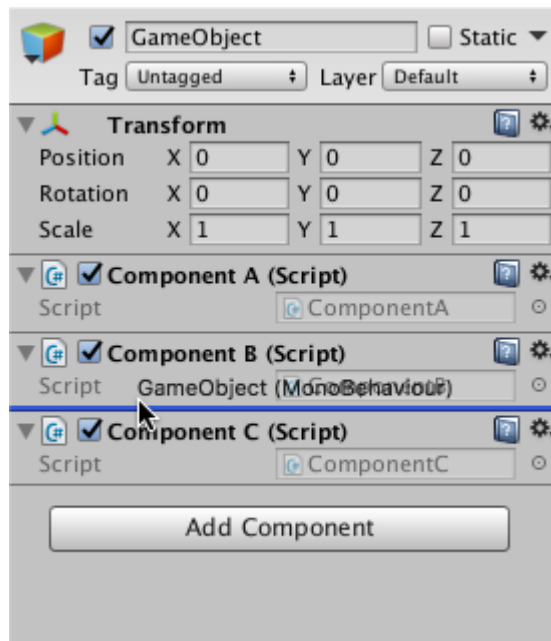 GameObject Static
Tag Untagged Layer Default
Transform
Position X 0 Y 0 Z 0
Rotation X 0 Y 0 Z 0
Scale X 1 Y 1 Z 1
C# Component A (Script)
Script ComponentA
C# Component B (Script)
Script GameObject (MonoBehaviour)
C# Component C (Script)
Script ComponentC
Add Component